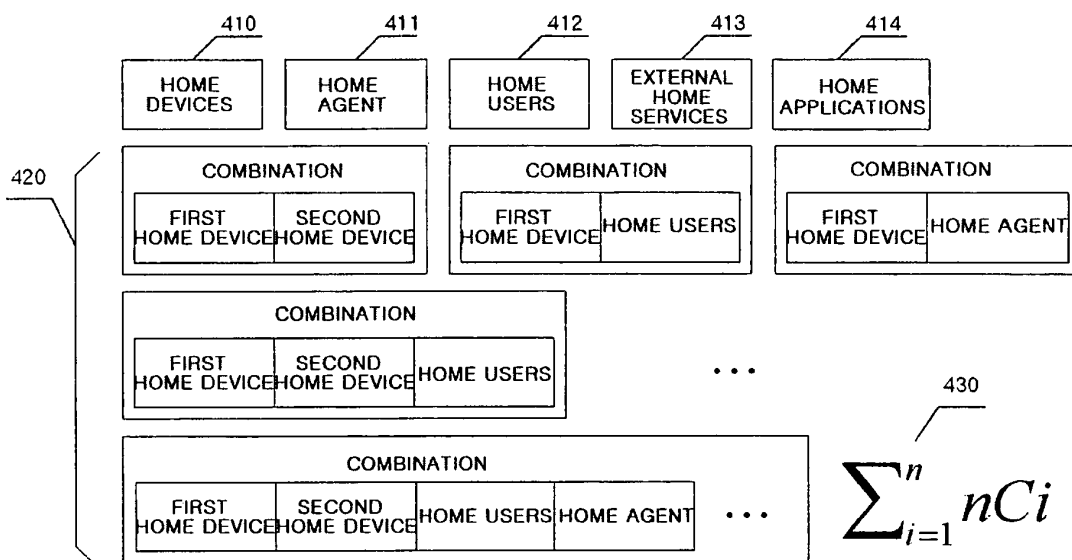 410
411
412
413
414
HOME DEVICES
HOME AGENT
HOME USERS
EXTERNAL HOME SERVICES
HOME APPLICATIONS
420
COMBINATION
FIRST HOME DEVICE
SECOND HOME DEVICE
COMBINATION
FIRST HOME DEVICE
HOME USERS
COMBINATION
FIRST HOME DEVICE
HOME AGENT
COMBINATION
FIRST HOME DEVICE
SECOND HOME DEVICE
HOME USERS
...
430
COMBINATION
FIRST HOME DEVICE
SECOND HOME DEVICE
HOME USERS
HOME AGENT
...
∑ⁿᵢ₌₁ nCi